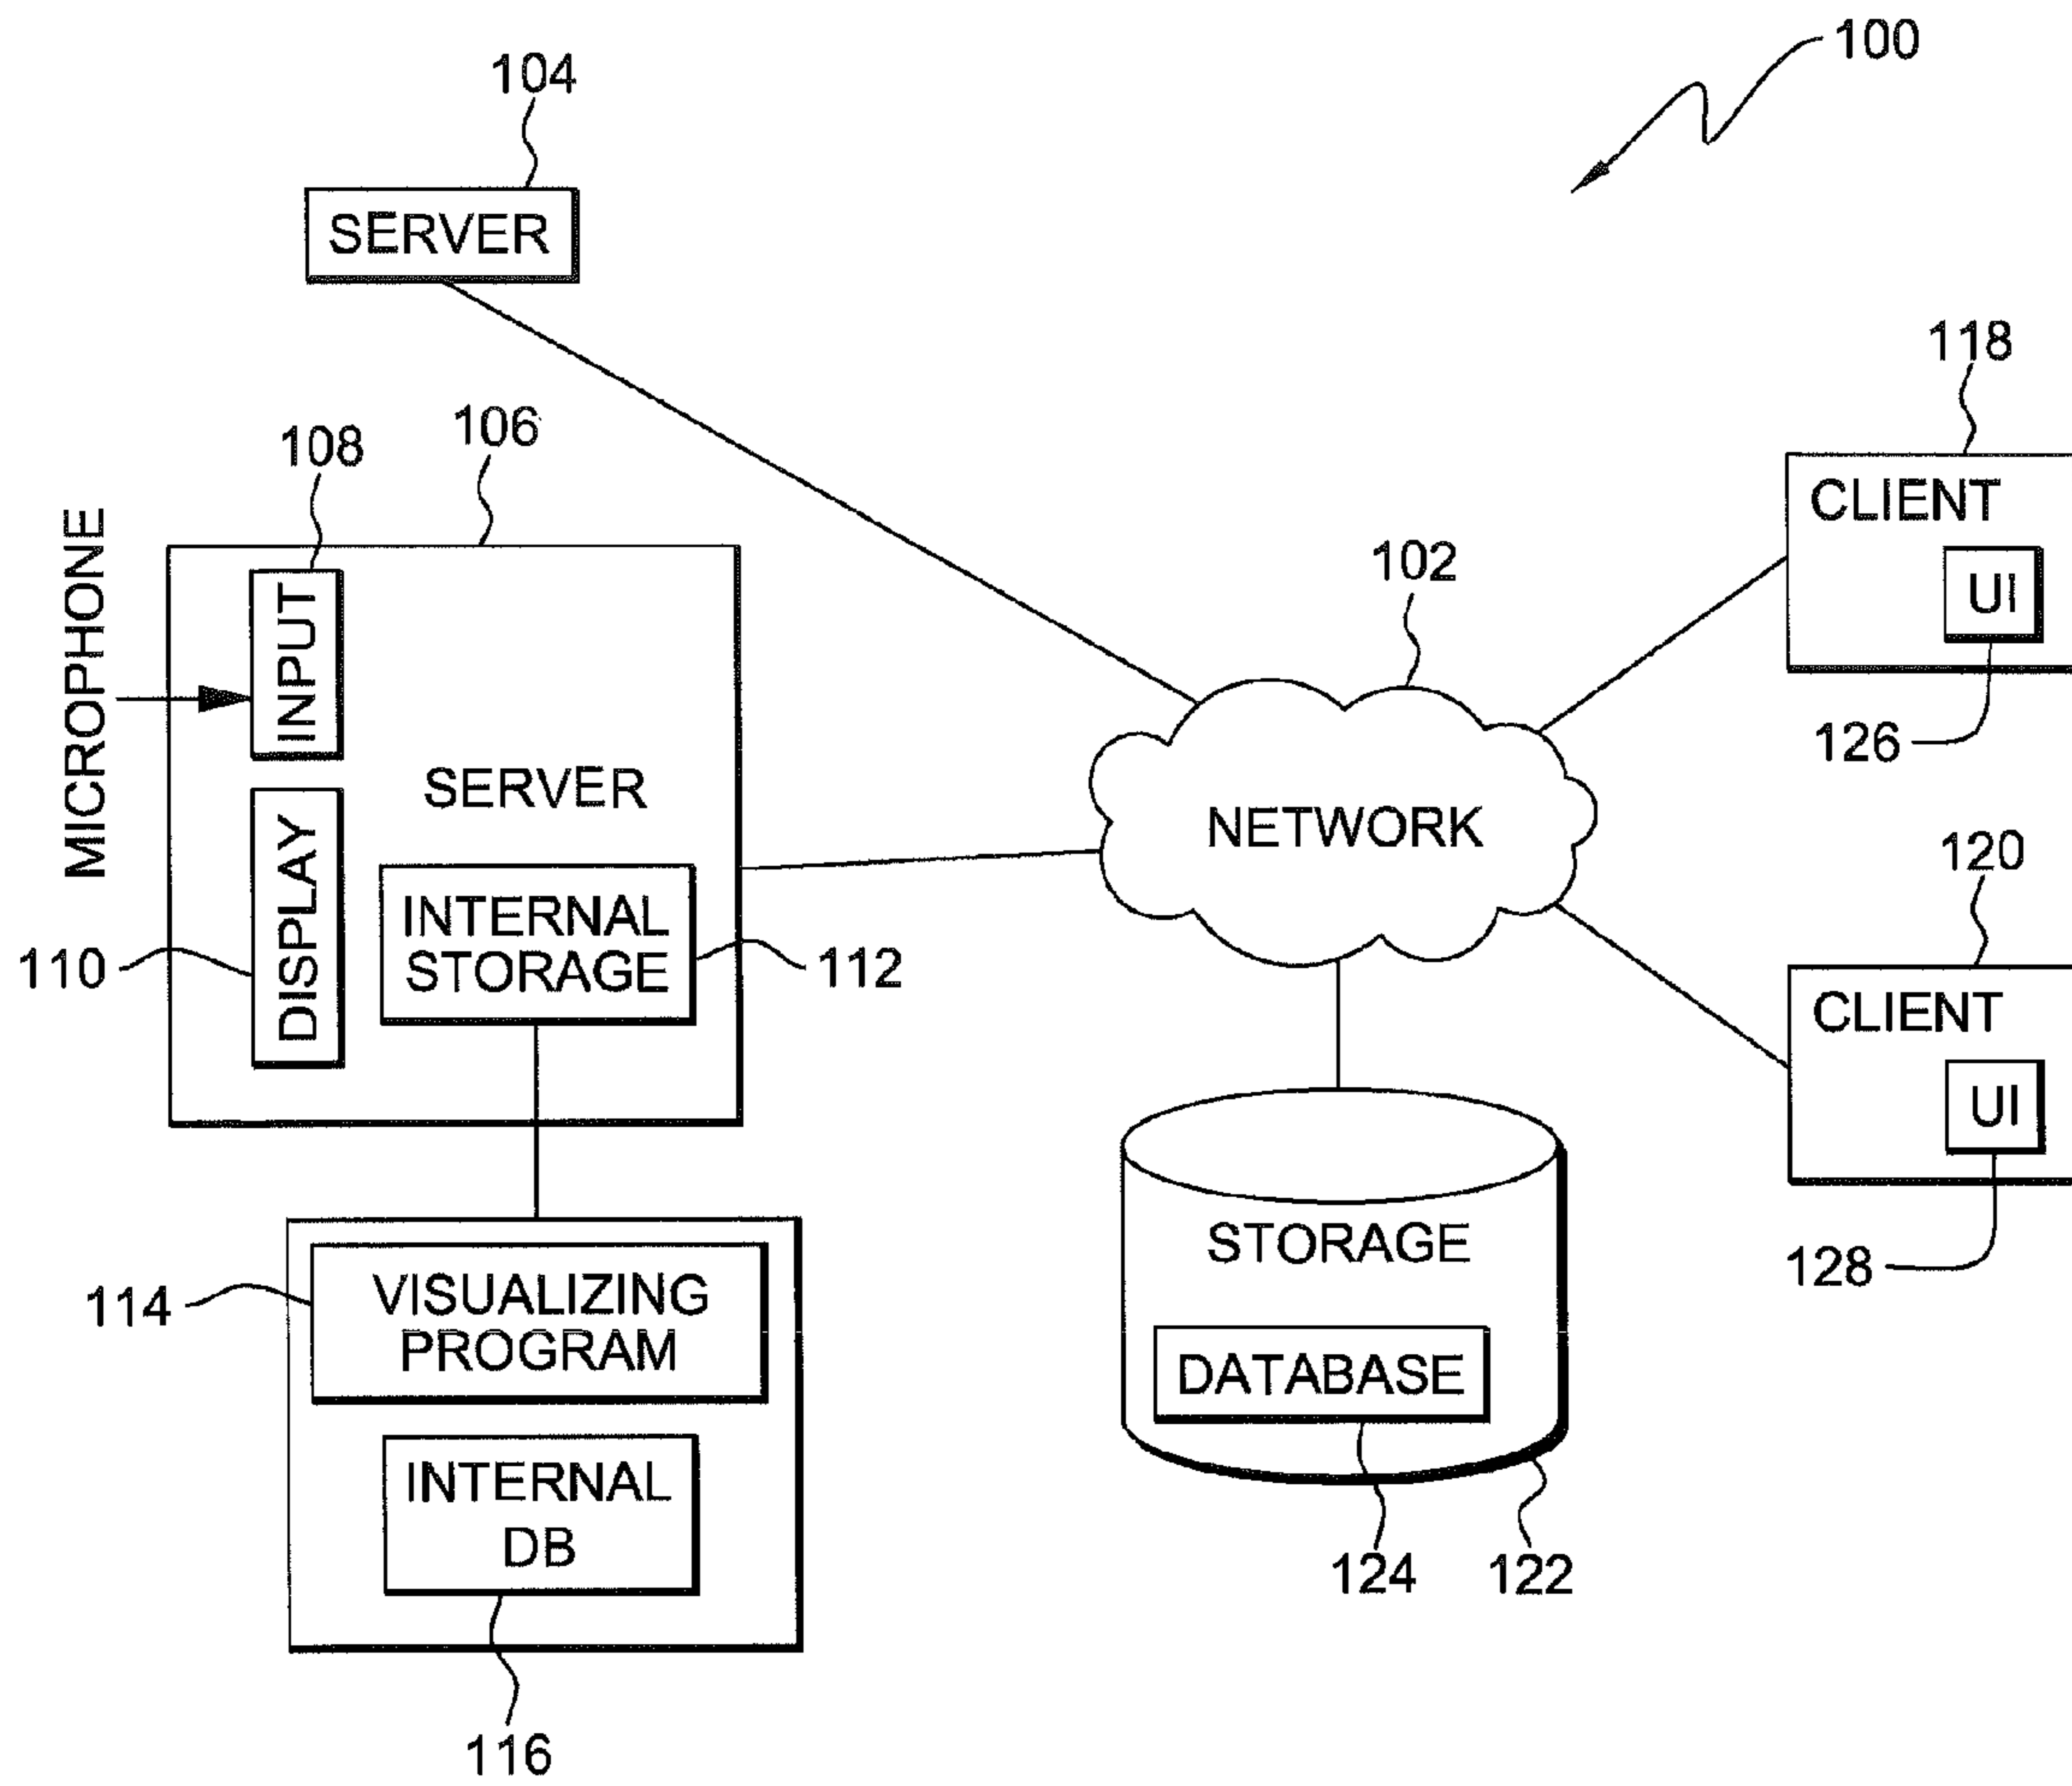 100
104
SERVER
118
CLIENT
UI
126
106
108
MICROPHONE
INPUT
SERVER
DISPLAY
110
INTERNAL
STORAGE
112
102
NETWORK
120
CLIENT
UI
128
114
VISUALIZING
PROGRAM
INTERNAL
DB
116
STORAGE
DATABASE
124
122